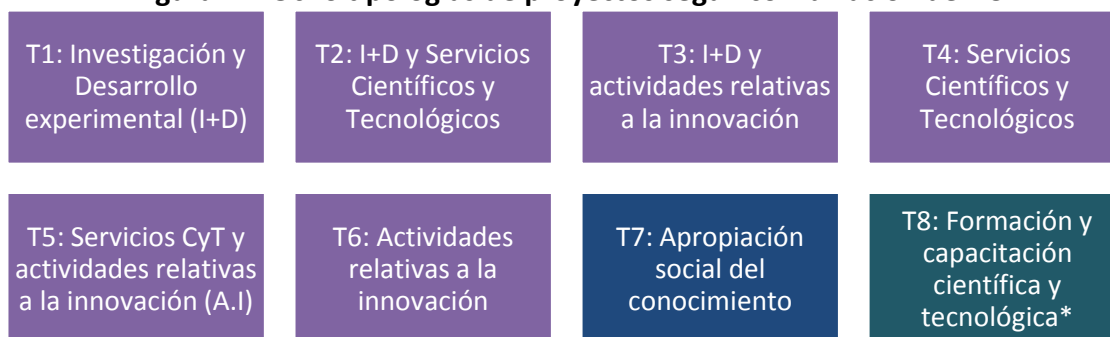 T1: Investigación y
Desarrollo
experimental (I+D)
T2: I+D y Servicios
Científicos y
Tecnológicos
T3: I+D y
actividades relativas
a la innovación
T4: Servicios
Científicos y
Tecnológicos
T5: Servicios CyT y
actividades relativas
a la innovación (A.I)
T6: Actividades
relativas a la
innovación
T7: Apropiación
social del
conocimiento
T8: Formación y
capacitación
científica y
tecnológica*